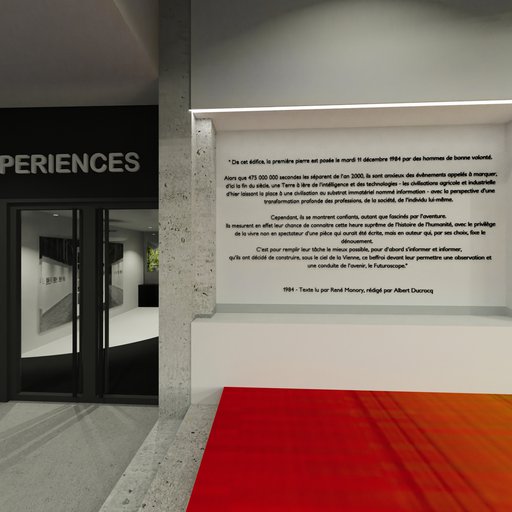 PERIENCES
" De cet édifice, la première pierre est posée le mardi 11 décembre 1984 par des hommes de bonne volonté.
Alors que 475 000 000 secondes les séparent de l'an 2000, ils sont anxieux des évènements appelés à marquer,
d'ici la fin du siècle, une Terre à lère de l'intelligence et des technologies - les civilisations agricole et industrielle
d'hier laissant la place à une civilisation au substrat immatériel nommé information - avec la perspective d'une
transformation profonde des professions, de la société, de l'individu lui-même.
Cependant, ils se montrent confiants, autant que fascinés par l'aventure.
Ils mesurent en effet leur chance de connaitre cette heure suprême de l'histoire de l'humanité, avec le privilège
de la vivre non en spectateur d'une pièce qui aurait été écrite, mais en auteur qui, par ses choix, fixe le
dénouement.
C'est pour remplir leur tâche le mieux possible, pour d'abord s'informer et informer,
qu'ils ont décidé de construire, sous le ciel de la Vienne, ce beffroi devant leur permettre une observation et
une conduite de l'avenir, le Futuroscope."
1984 - Texte lu par René Monory, rédigé par Albert Ducrocq